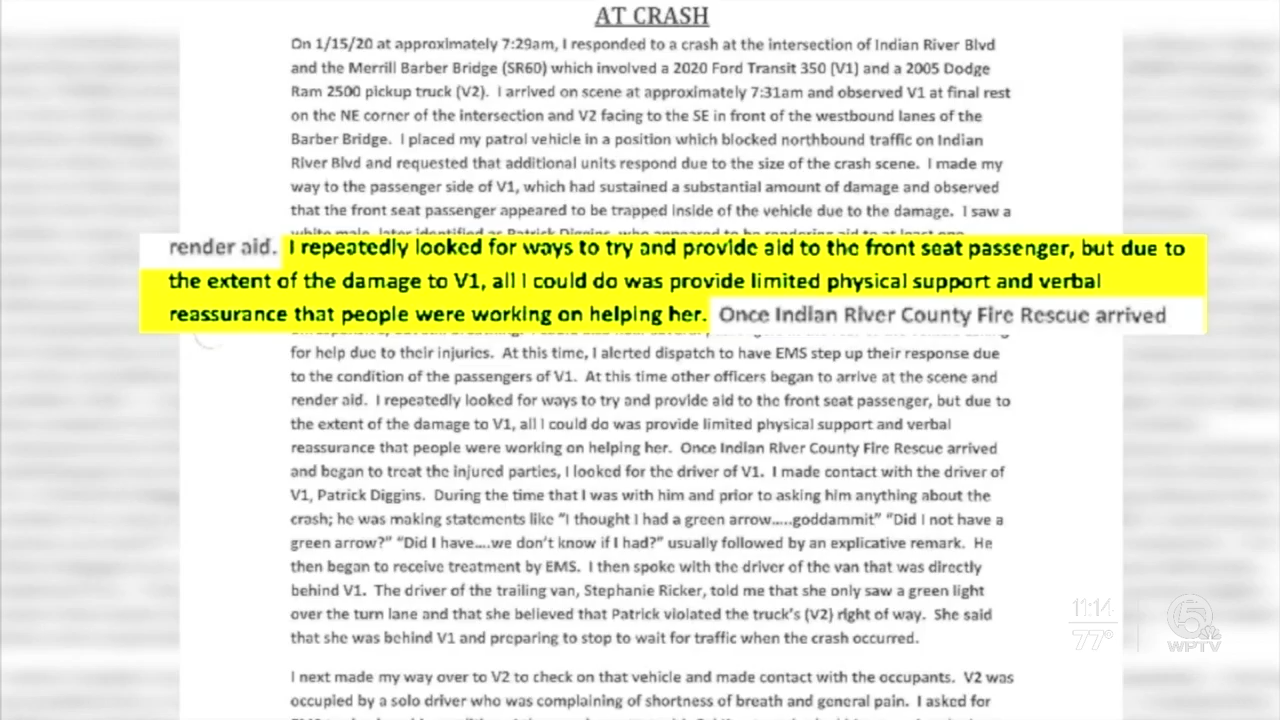 AT CRASH
On 1/15/20 at approximately 7:29am, I responded to a crash at the intersection of Indian River Blvd
and the Merrill Barber Bridge (SR60) which involved a 2020 Ford Transit 350 (V1) and a 2005 Dodge
Ram 2500 pickup truck (V2). I arrived on scene at approximately 7:31am and observed V1 at final rest
on the NE corner of the intersection and V2 facing to the SE in front of the westbound lanes of the
Barber Bridge. I placed my patrol vehicle in a position which blocked northbound traffic on Indian
River Blvd and requested that additional units respond due to the size of the crash scene. I made my
way to the passenger side of V1, which had sustained a substantial amount of damage and observed
that the front seat passenger appeared to be trapped inside of the vehicle due to the damage. I saw a
render aid. I repeatedly looked for ways to try and provide aid to the front seat passenger, but due to
the extent of the damage to V1, all I could do was provide limited physical support and verbal
reassurance that people were working on helping her. Once Indian River County Fire Rescue arrived
for help due to their injuries. At this time, I alerted dispatch to have EMS step up their response due
to the condition of the passengers of V1. At this time other officers began to arrive at the scene and
render aid. I repeatedly looked for ways to try and provide aid to the front seat passenger, but due to
the extent of the damage to V1, all I could do was provide limited physical support and verbal
reassurance that people were working on helping her. Once Indian River County Fire Rescue arrived
and began to treat the injured parties, I looked for the driver of V1. I made contact with the driver of
V1, Patrick Diggins. During the time that I was with him and prior to asking him anything about the
crash; he was making statements like "I thought I had a green arrow.....goddammit" "Did I not have a
green arrow?" "Did I have....we don't know if I had?" usually followed by an explicative remark. He
then began to receive treatment by EMS. I then spoke with the driver of the van that was directly
behind V1. The driver of the trailing van, Stephanie Ricker, told me that she only saw a green light
over the turn lane and that she believed that Patrick violated the truck's (V2) right of way. She said
that she was behind V1 and preparing to stop to wait for traffic when the crash occurred.
I next made my way over to V2 to check on that vehicle and made contact with the occupants. V2 was
occupied by a solo driver who was complaining of shortness of breath and general pain. I asked for
11:14
77°
5
WPTV